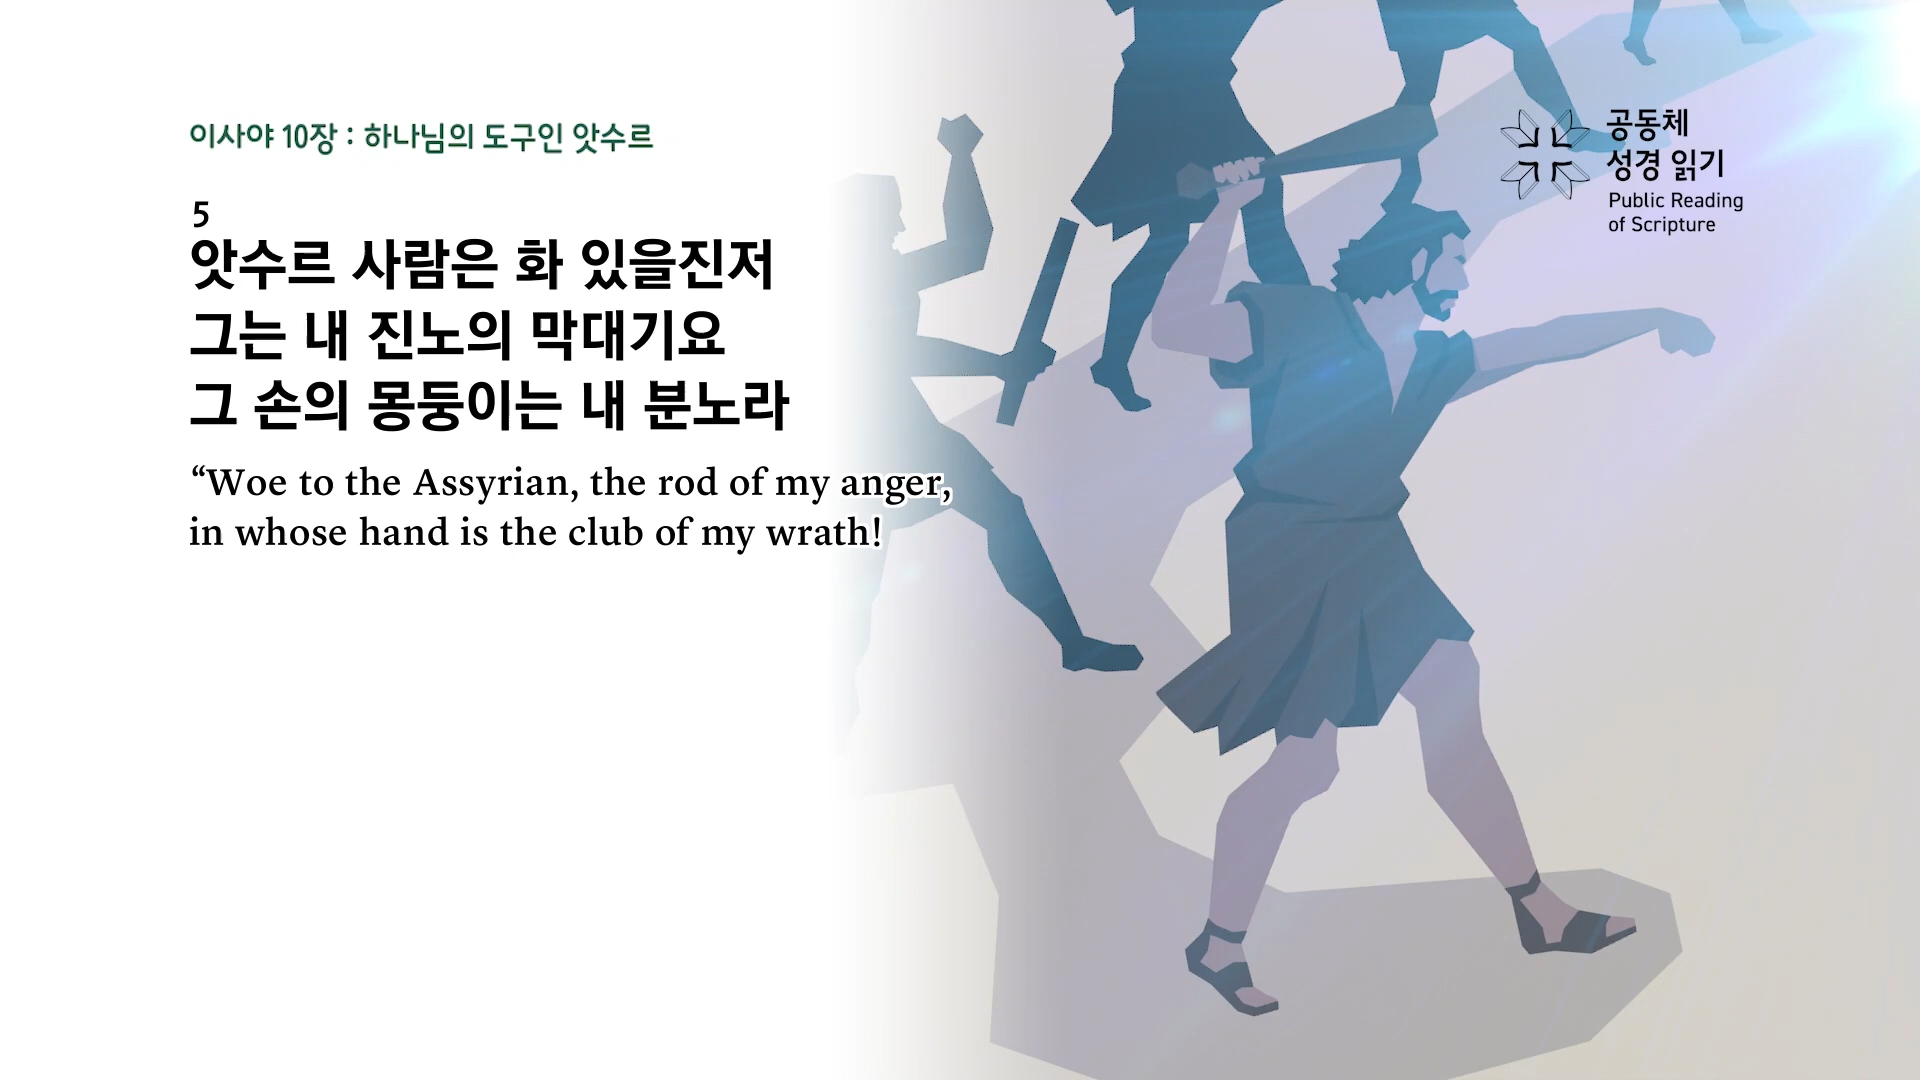 이사야 10장 : 하나님의 도구인 앗수르
5
앗수르 사람은 화 있을진저
그는 내 진노의 막대기요
그 손의 몽둥이는 내 분노라
“Woe to the Assyrian, the rod of my anger,
in whose hand is the club of my wrath!
공동체
성경 읽기
Public Reading
of Scripture